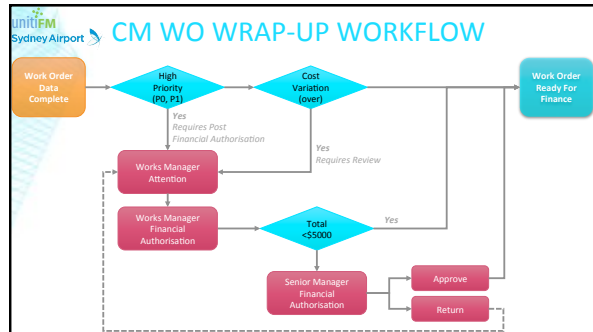 unitiFM
Sydney Airport
CM WO WRAP-UP WORKFLOW
Work Order
Data
Complete
High
Priority
(P0, P1)
Cost
Variation
(over)
Work Order
Ready For
Finance
Yes
Requires Past
Financial Authorisation
Yes
Requires Review
Works Manager
Attention
Works Manager
Financial
Authorisation
Total
<$5000
Yes
Senior Manager
Financial
Authorisation
Approve
Return